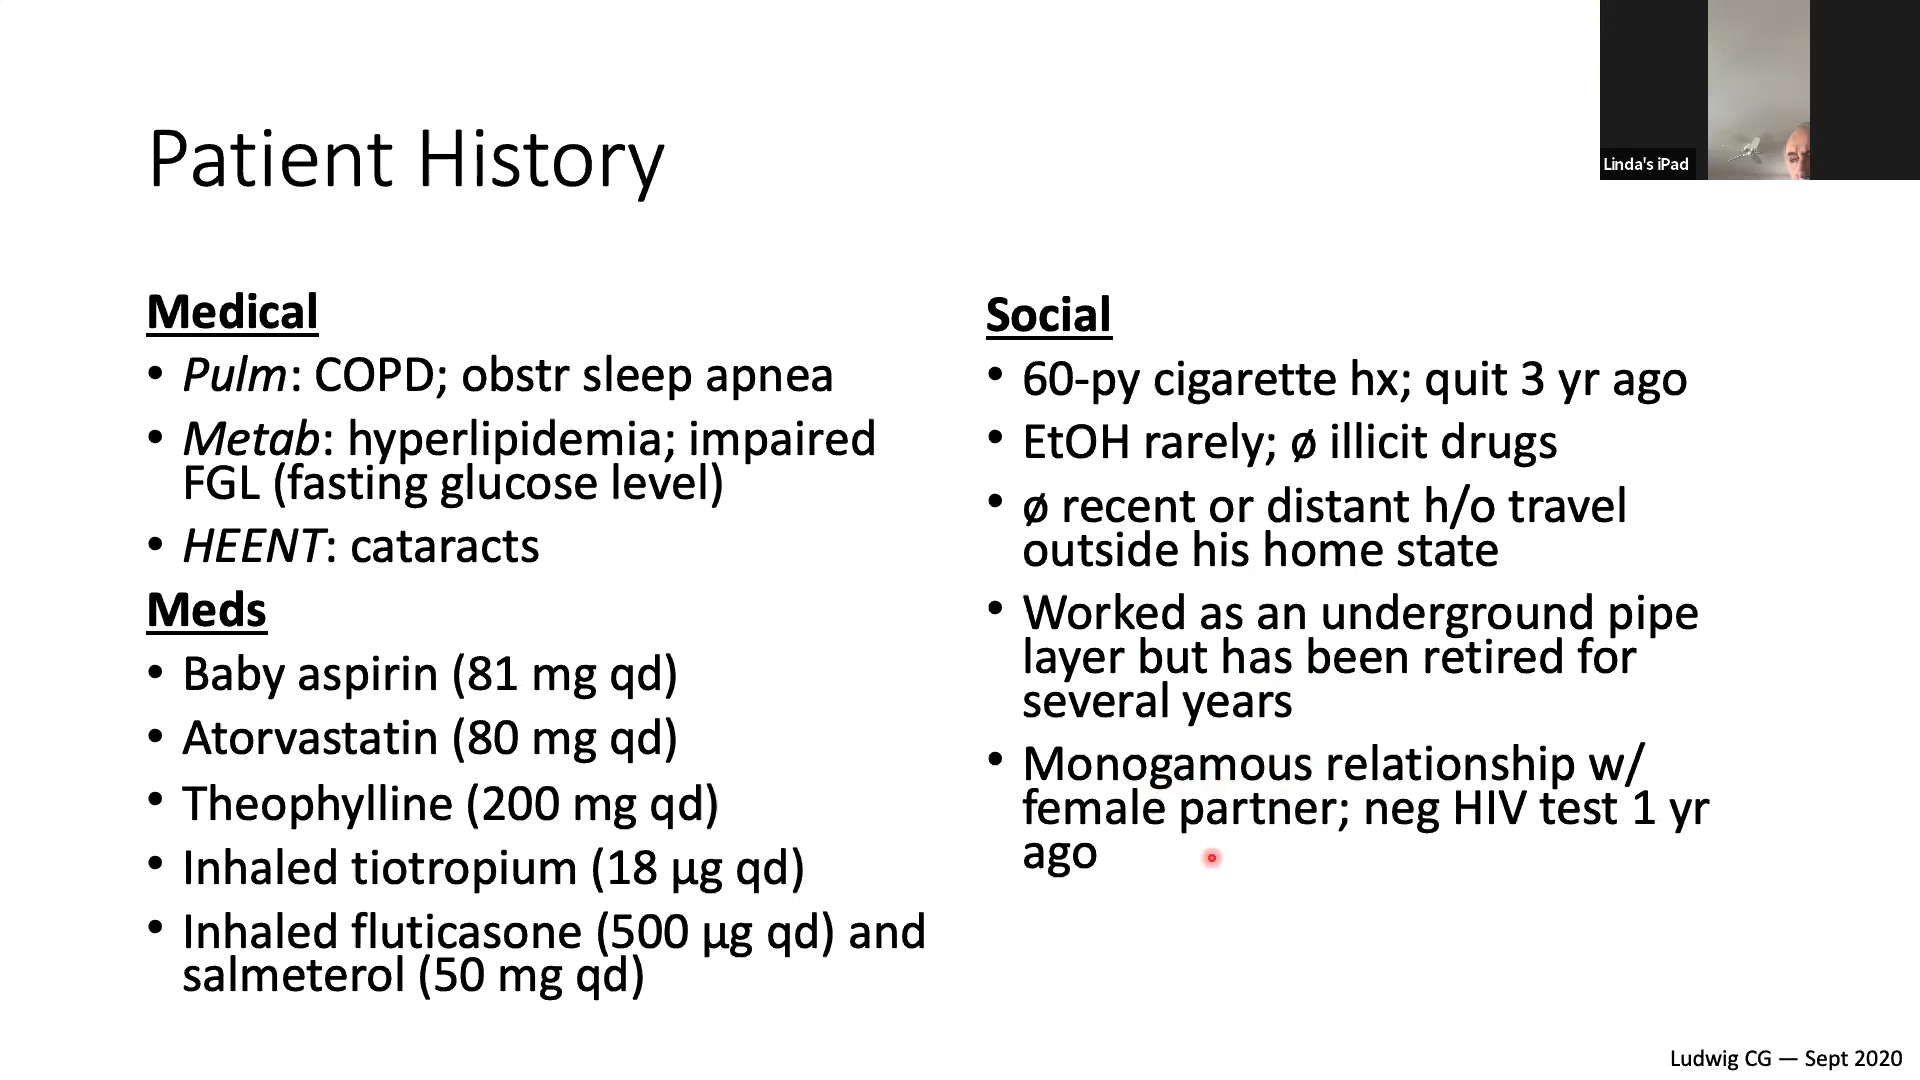 Patient History
Linda's iPad
Medical
• Pulm: COPD; obstr sleep apnea
• Metab: hyperlipidemia; impaired
FGL (fasting glucose level)
• HEENT: cataracts
Meds
• Baby aspirin (81 mg qd)
• Atorvastatin (80 mg qd)
• Theophylline (200 mg qd)
• Inhaled tiotropium (18 µg qd)
• Inhaled fluticasone (500 µg qd) and
salmeterol (50 mg qd)
Social
• 60-py cigarette hx; quit 3 yr ago
• EtOH rarely; ø illicit drugs
• ø recent or distant h/o travel
outside his home state
• Worked as an underground pipe
layer but has been retired for
several years
• Monogamous relationship w/
female partner; neg HIV test 1 yr
ago
Ludwig CG — Sept 2020